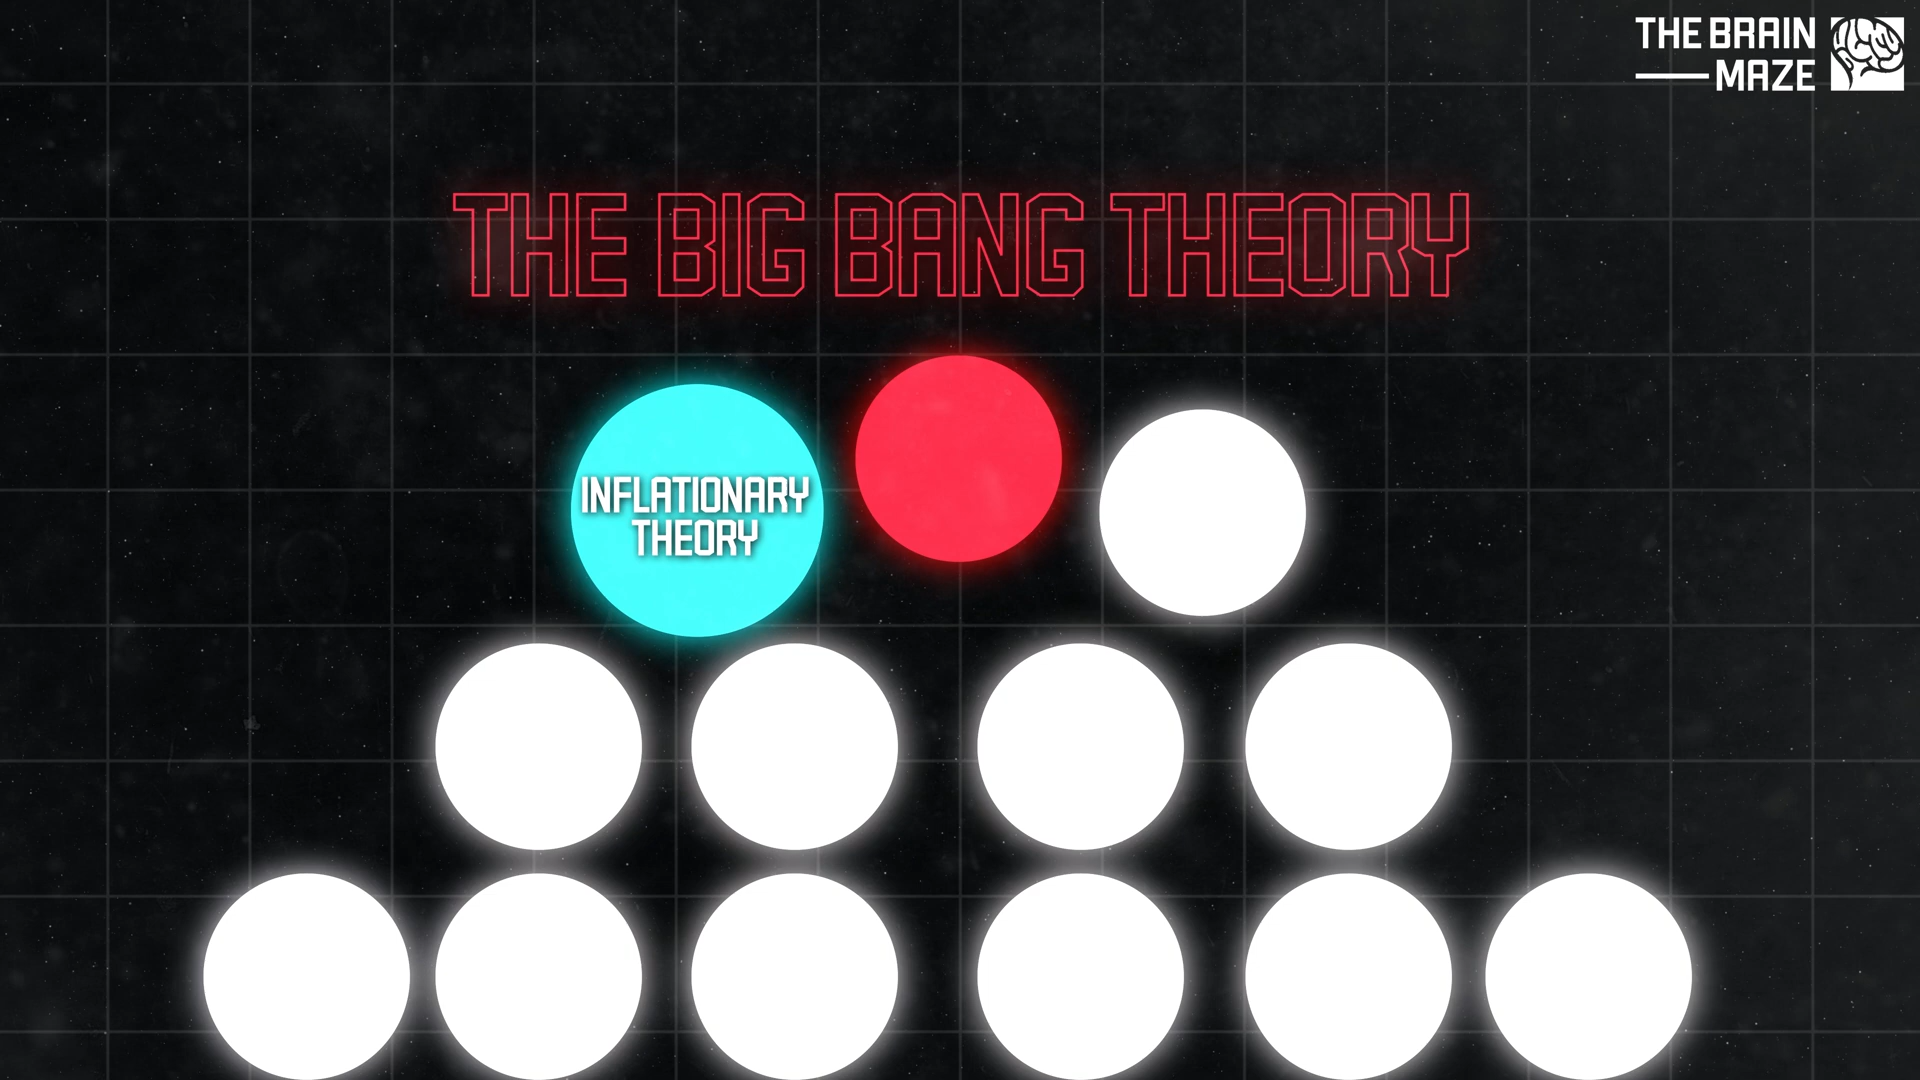 THE BRAIN
MAZE
THE BIG BANG THEORY
INFLATIONARY
THEORY